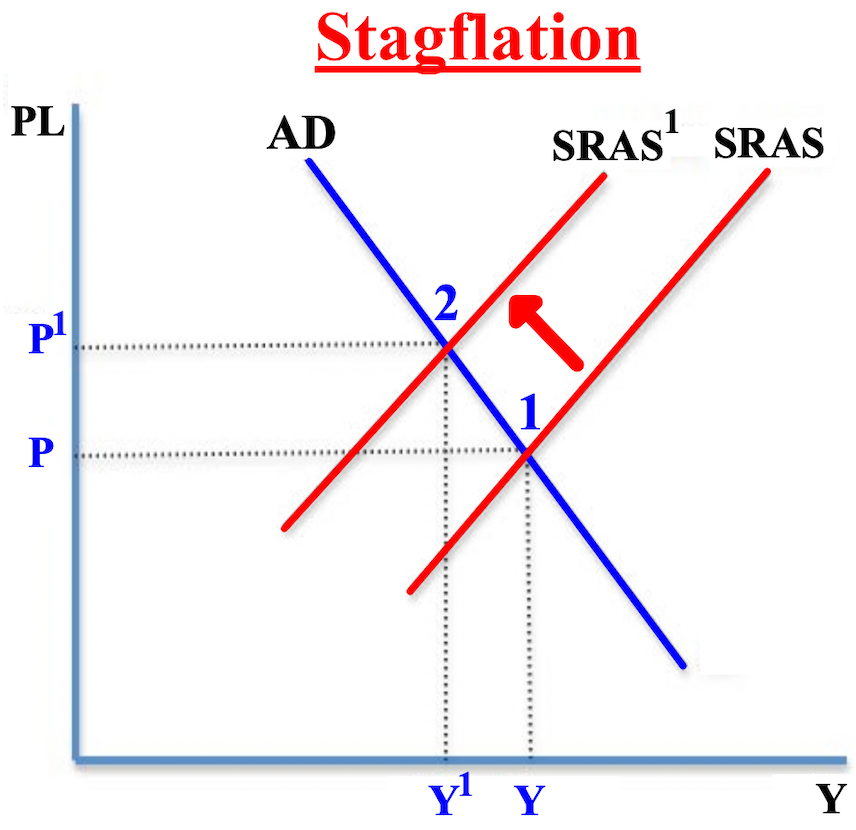 Stagflation
PL
AD
SRAS¹
SRAS
2
P¹
1
P
Y¹
Y
Y